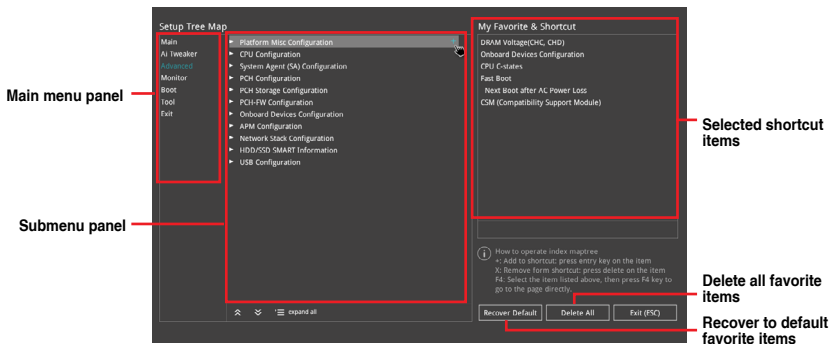 Setup Tree Map
My Favorite & Shortcut
Main
Ai Tweaker
Advanced
Monitor
Boot
Tool
Exit
Platform Misc Configuration
CPU Configuration
System Agent (SA) Configuration
PCH Configuration
PCH Storage Configuration
PCH-FW Configuration
Onboard Devices Configuration
APM Configuration
Network Stack Configuration
HDD/SSD SMART Information
USB Configuration
expand all
DRAM Voltage(CHC, CHD)
Onboard Devices Configuration
CPU C-states
Fast Boot
Next Boot after AC Power Loss
CSM (Compatibility Support Module)
How to operate index maptree
+: Add to shortcut: press entry key on the item
X: Remove form shortcut: press delete on the item
F4: Select the item listed above, then press F4 key to
go to the page directly.
Recover Default
Delete All
Exit (ESC)
Main menu panel
Submenu panel
Selected shortcut
items
Delete all favorite
items
Recover to default
favorite items